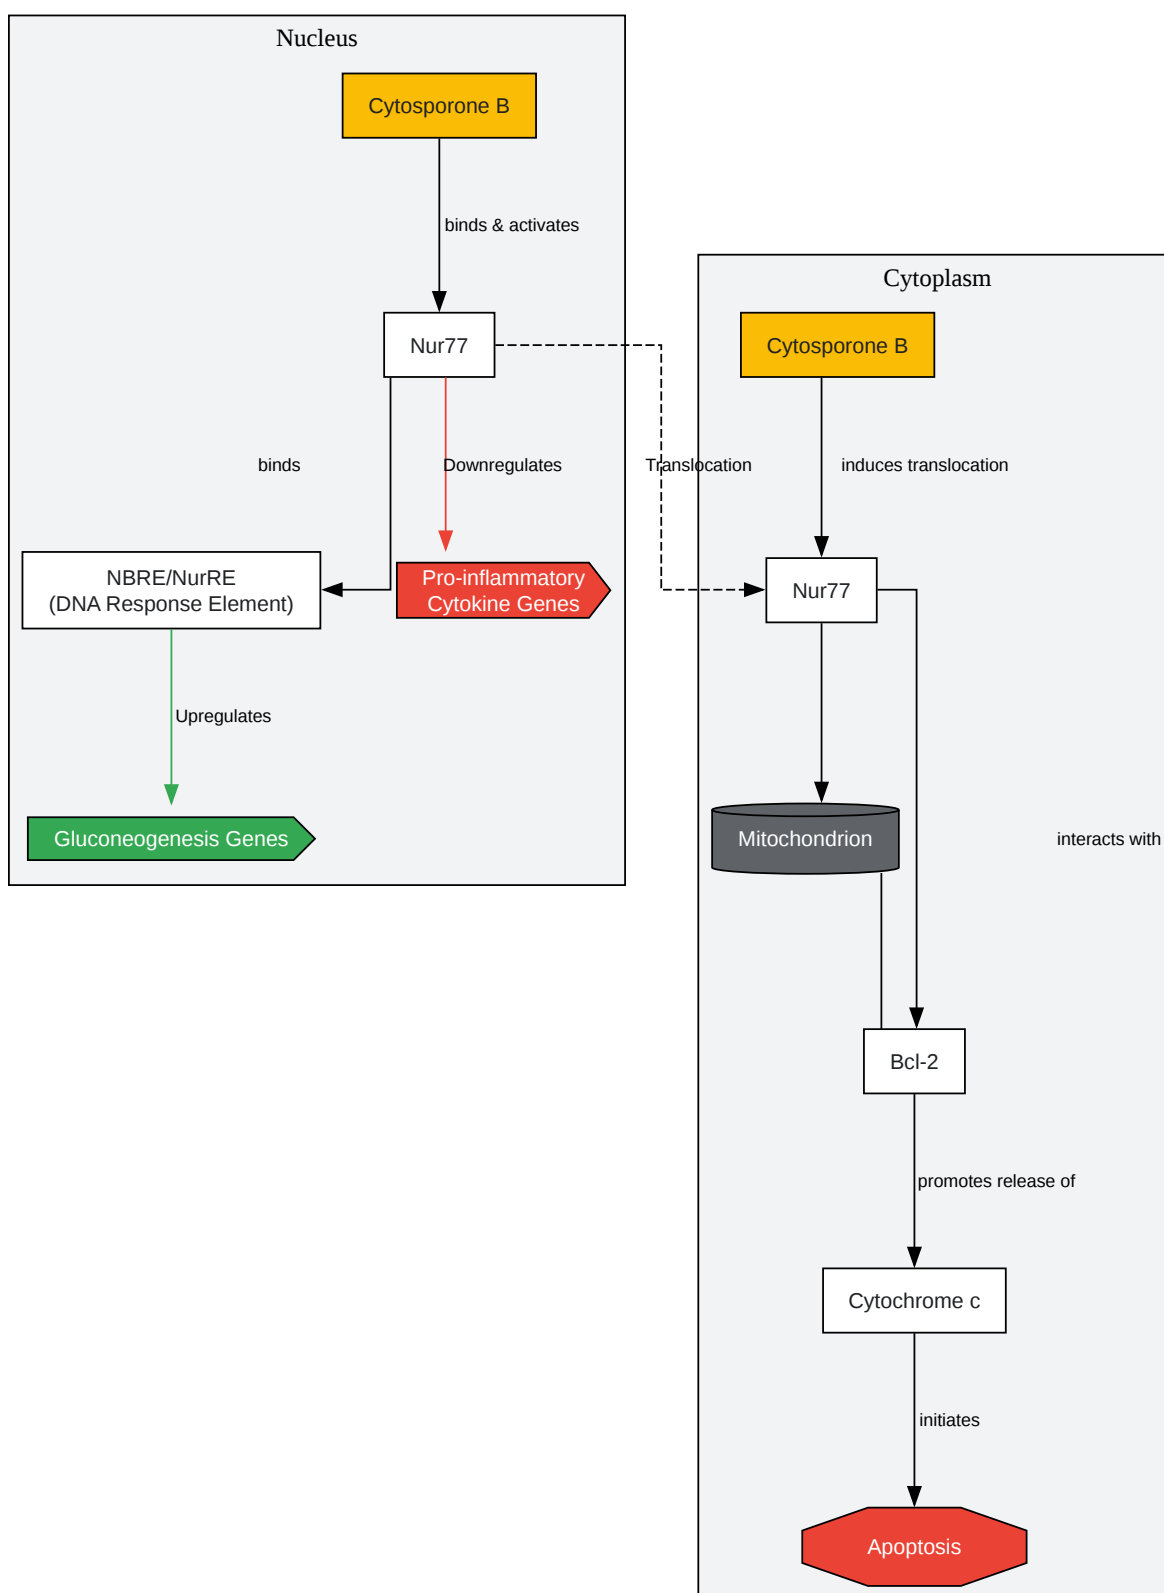 Nucleus
Cytosporone B
binds & activates
Nur77
binds
Downregulates
NBRE/NurRE
(DNA Response Element)
Pro-inflammatory
Cytokine Genes
Upregulates
Gluconeogenesis Genes
Translocation
Cytoplasm
Cytosporone B
induces translocation
Nur77
Mitochondrion
interacts with
Bcl-2
promotes release of
Cytochrome c
initiates
Apoptosis